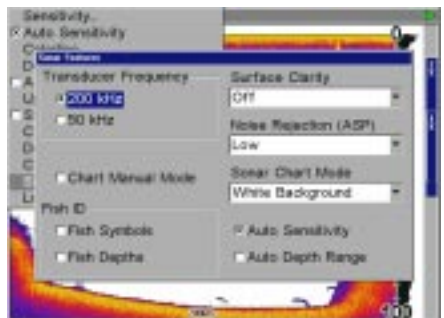 Sensitivity...
Auto Sensitivity
Sonar Features
Transducer Frequency
200 kHz
50 kHz
Surface Clarity
Off
Noise Rejection (ASP)
Low
Chart Manual Mode
Sonar Chart Mode
White Background
Fish ID
Fish Symbols
Fish Depths
Auto Sensitivity
Auto Depth Range
0